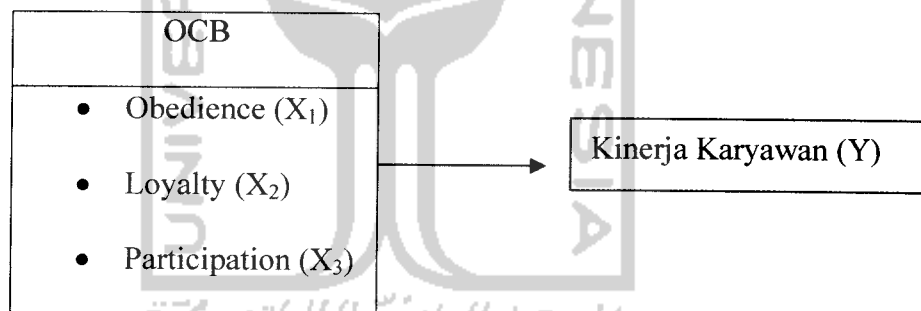 OCB
• Obedience (X₁)
• Loyalty (X₂)
• Participation (X₃)
Kinerja Karyawan (Y)